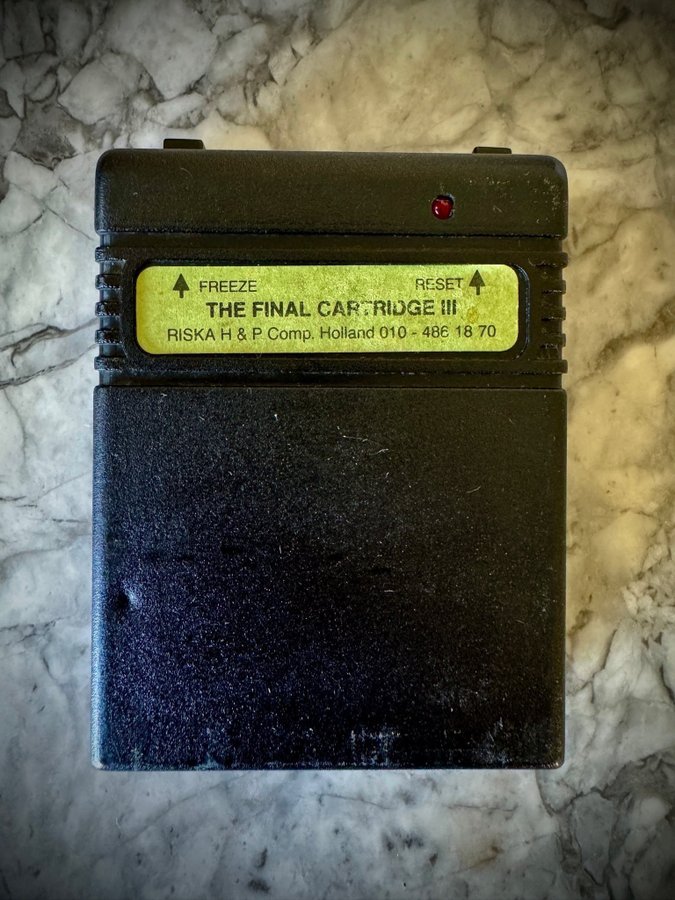 FREEZE RESET
THE FINAL CARTRIDGE III
RISKA H & P Comp. Holland 010 - 486 18 70